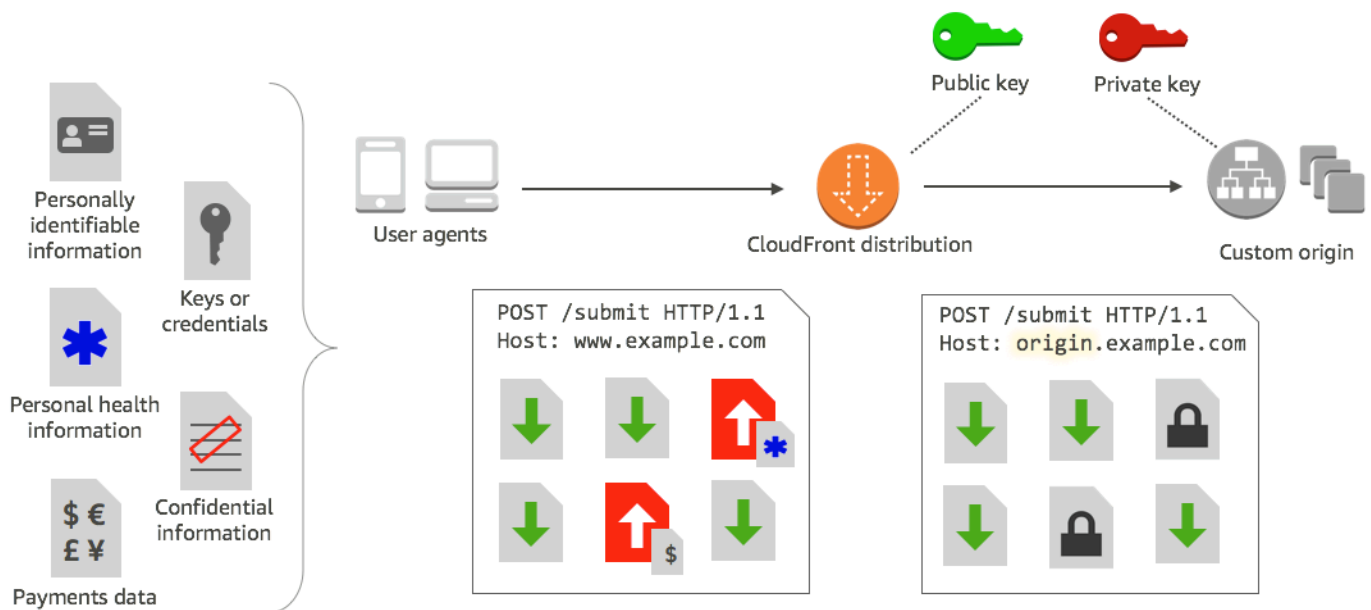 Public key
Private key
Personally
identifiable
information
Keys or
credentials
Personal health
information
Confidential
information
$ €
£ ¥
Payments data
User agents
CloudFront distribution
Custom origin
POST /submit HTTP/1.1
Host: www.example.com
$
POST /submit HTTP/1.1
Host: origin.example.com